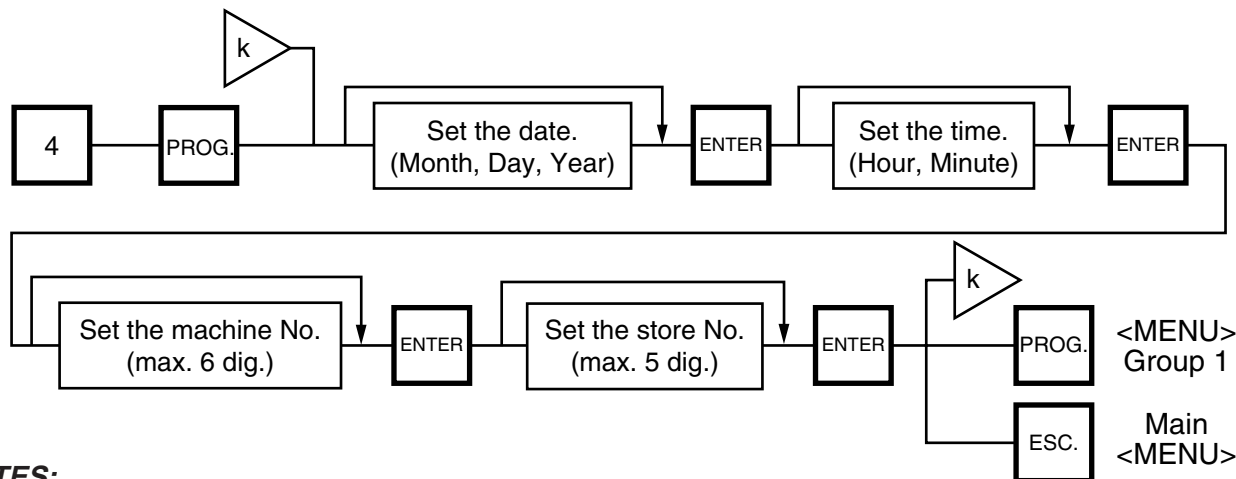 k
4
PROG.
Set the date.
(Month, Day, Year)
ENTER
Set the time.
(Hour, Minute)
ENTER
Set the machine No.
(max. 6 dig.)
ENTER
Set the store No.
(max. 5 dig.)
ENTER
k
PROG.
<MENU>
Group 1
ESC.
Main
<MENU>